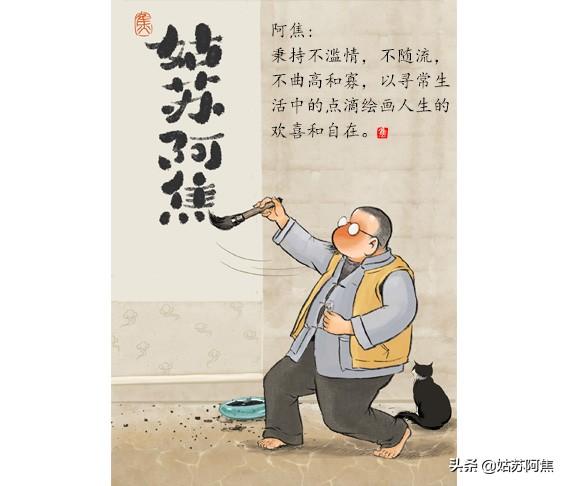 姑苏阿焦
阿焦：
秉持不滥情，不随流，
不曲高和寡，以寻常生
活中的点滴绘画人生的
欢喜和自在。
头条 @姑苏阿焦